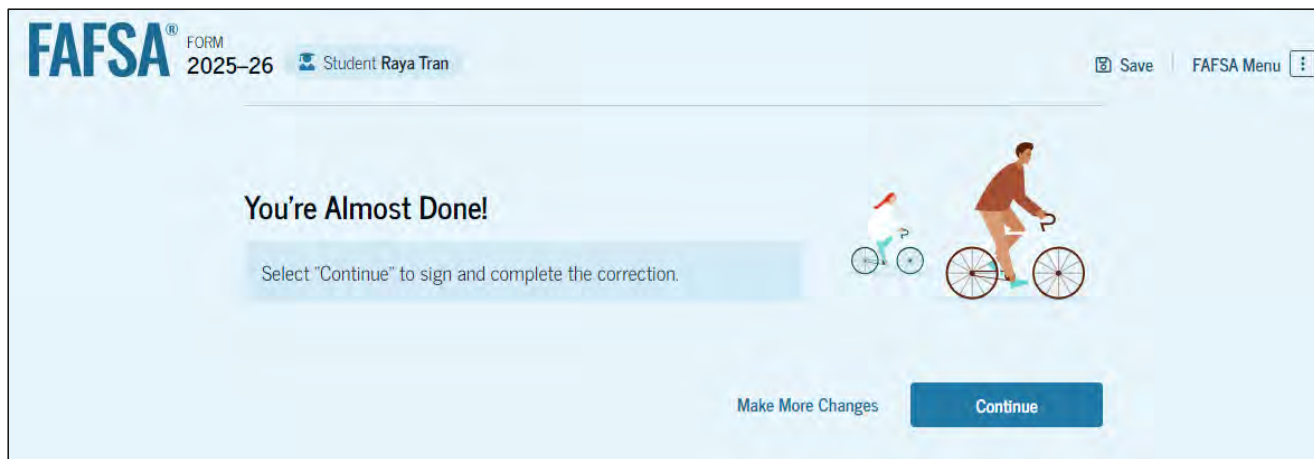 FAFSA®
FORM
2025–26
Student Raya Tran
Save
FAFSA Menu
You're Almost Done!
Select "Continue" to sign and complete the correction.
Make More Changes
Continue